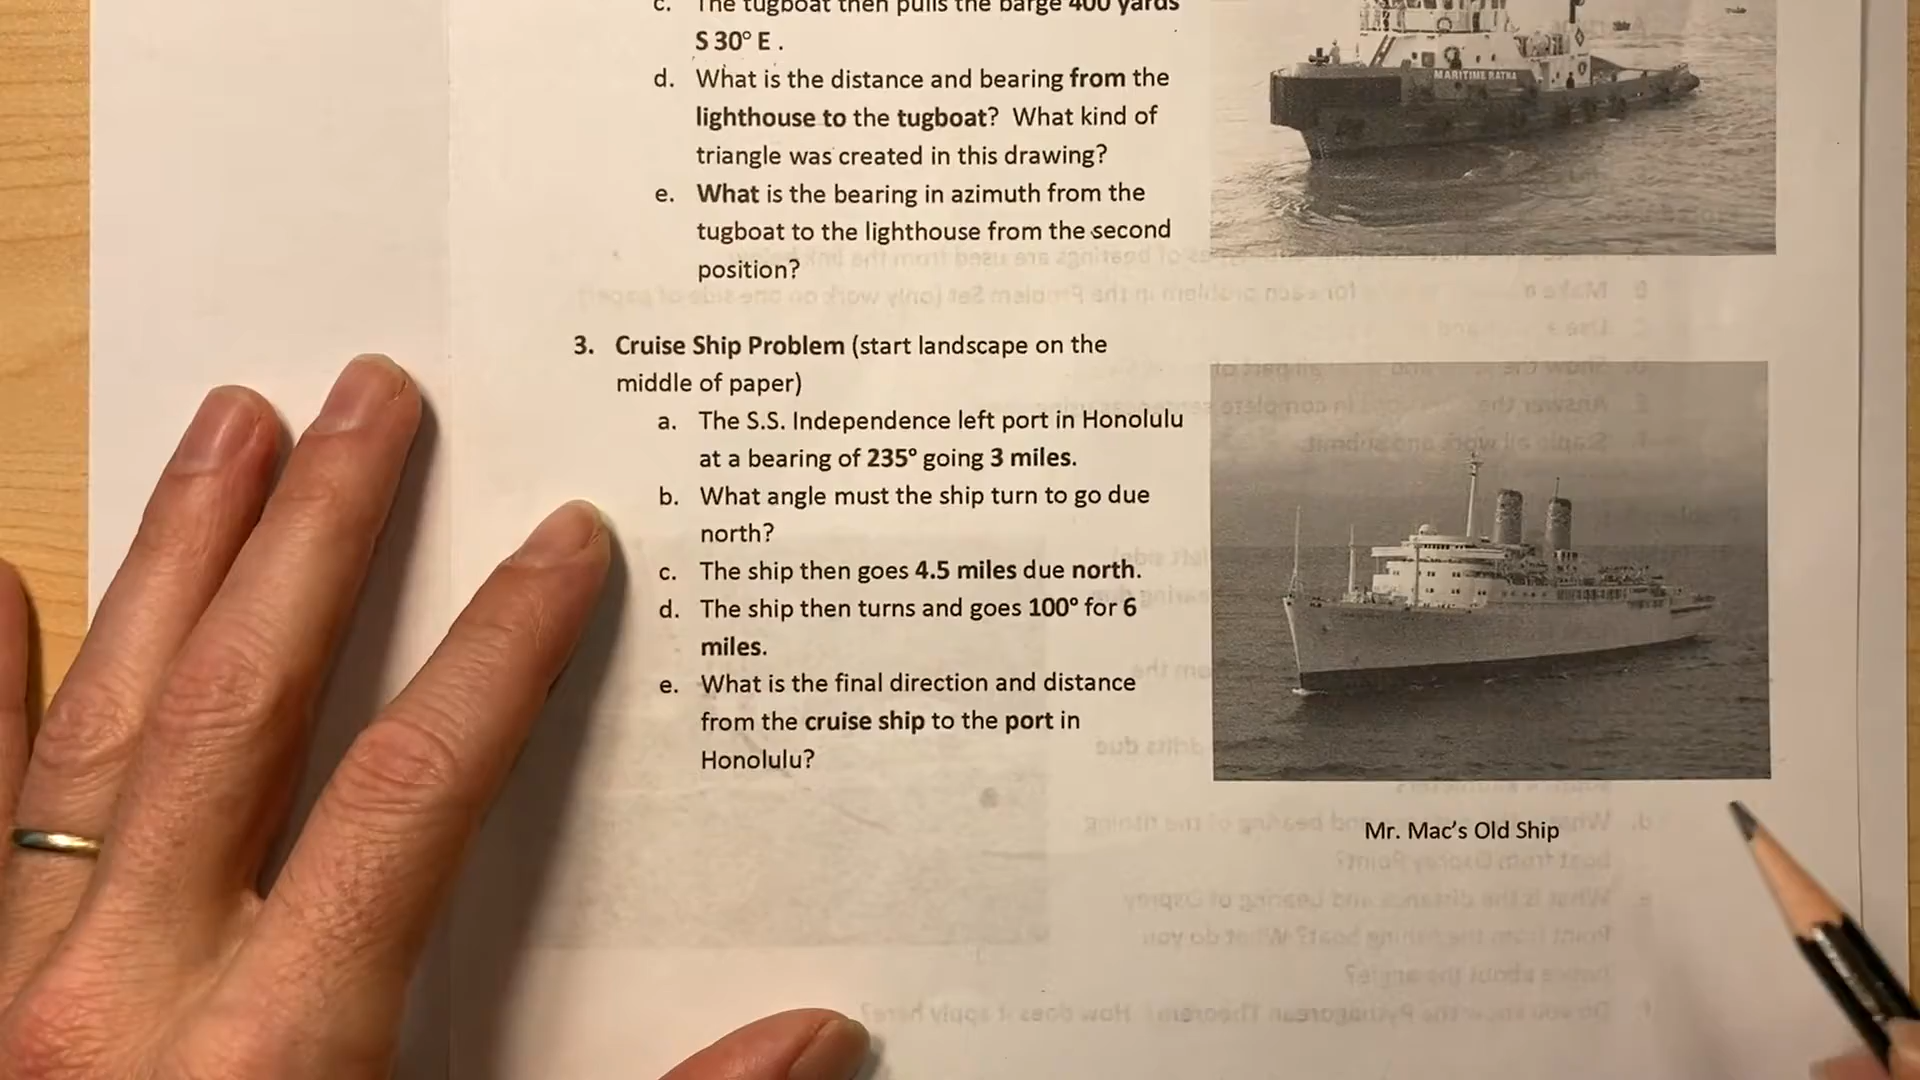 c. The tugboat then pulls the barge 400 yards
S 30° E .
d. What is the distance and bearing from the
lighthouse to the tugboat? What kind of
triangle was created in this drawing?
e. What is the bearing in azimuth from the
tugboat to the lighthouse from the second
position?
MARITIME RATNA
3. Cruise Ship Problem (start landscape on the
middle of paper)
a. The S.S. Independence left port in Honolulu
at a bearing of 235° going 3 miles.
b. What angle must the ship turn to go due
north?
c. The ship then goes 4.5 miles due north.
d. The ship then turns and goes 100° for 6
miles.
e. What is the final direction and distance
from the cruise ship to the port in
Honolulu?
Mr. Mac's Old Ship